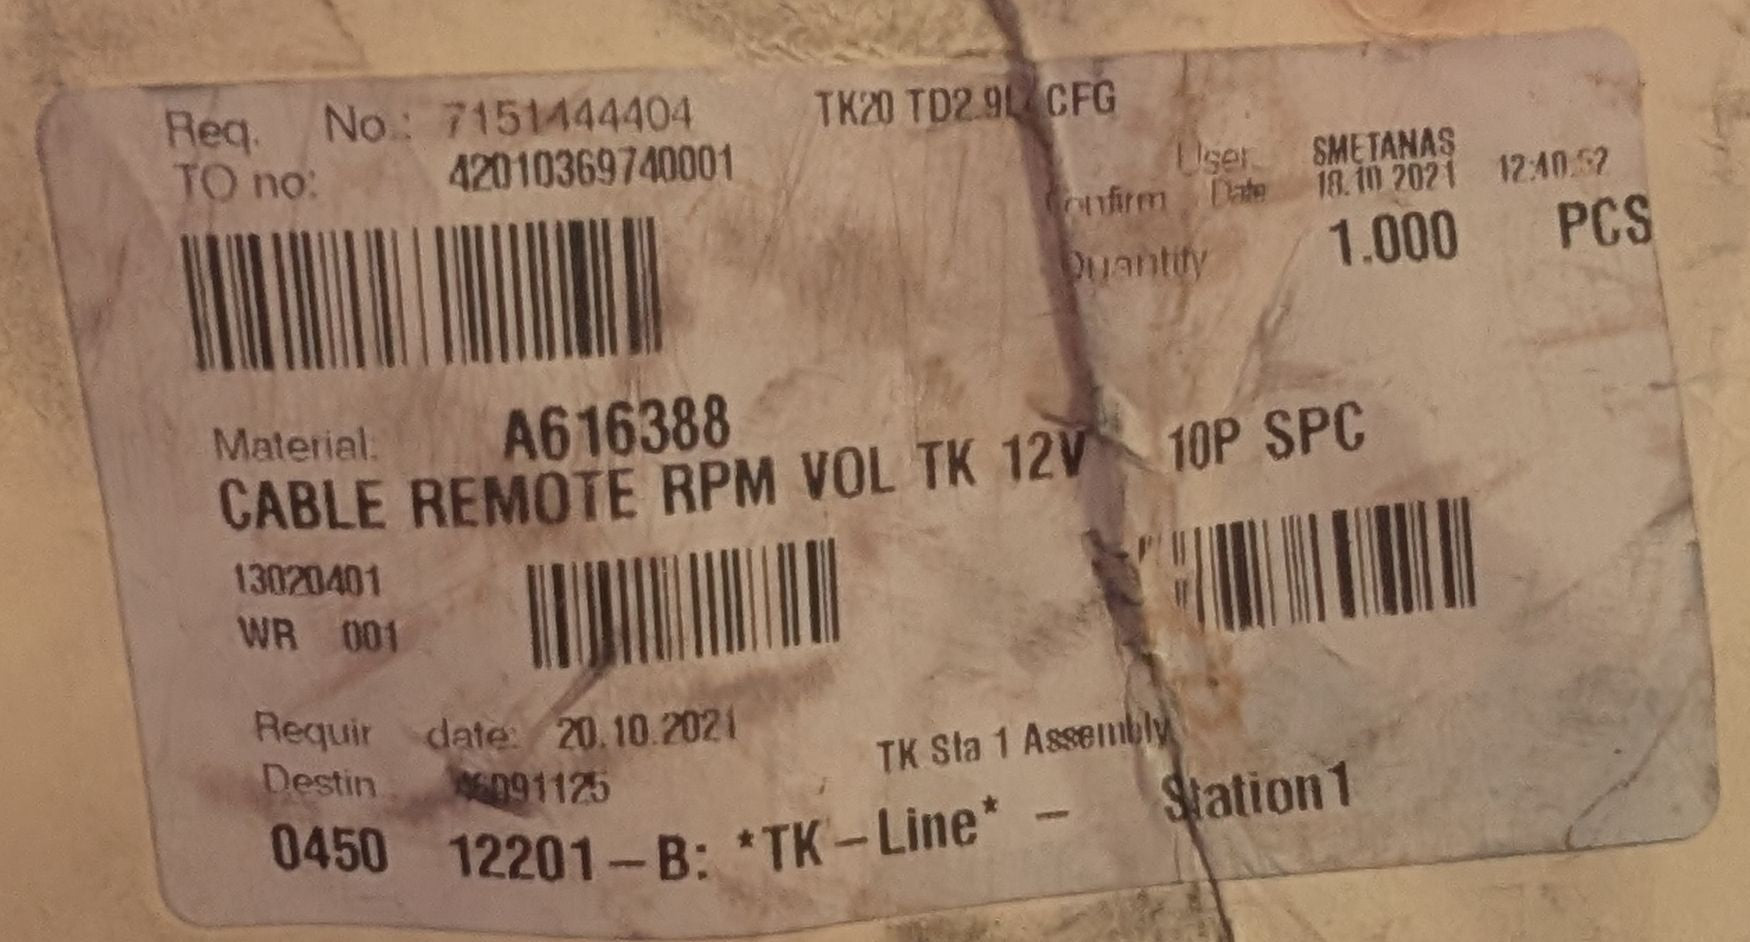 Req. No.: 7151444404 TK20 TD2.9L/ CFG
TO no: 42010369740001
User SMETANAS
Confirm Date 18.10 2021 12:40:52
Quantity 1.000 PCS
Material: A616388
CABLE REMOTE RPM VOL TK 12V 10P SPC
13020401
WR 001
Requir date: 20.10.2021 TK Sta 1 Assembly
Destin
0450 12201-B: *TK-Line* - Station1